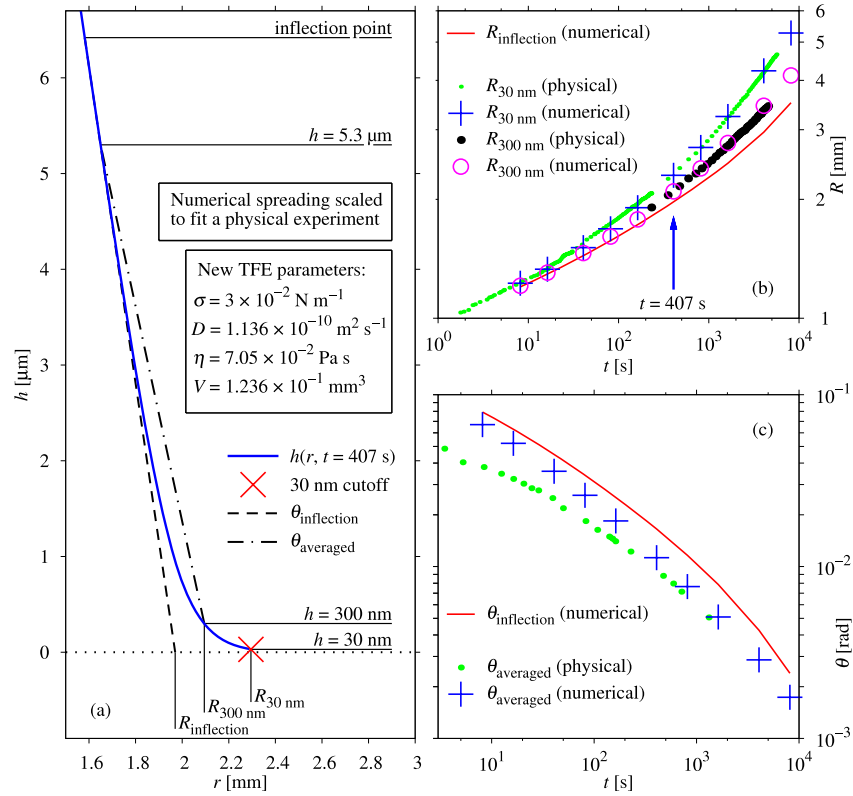 inflection point
h = 5.3 μm
Numerical spreading scaled
to fit a physical experiment
New TFE parameters:
σ = 3 × 10⁻² N m⁻¹
D = 1.136 × 10⁻¹⁰ m² s⁻¹
η = 7.05 × 10⁻² Pa s
V = 1.236 × 10⁻¹ mm³
h(r, t = 407 s)
30 nm cutoff
θinflection
θaveraged
h = 300 nm
h = 30 nm
R30 nm
R300 nm
Rinflection
(a)
6
5
4
3
2
1
0
h [μm]
1.6 1.8 2 2.2 2.4 2.6 2.8 3
r [mm]
Rinflection (numerical)
R30 nm (physical)
R30 nm (numerical)
R300 nm (physical)
R300 nm (numerical)
t = 407 s
(b)
6
5
4
3
2
1
R [mm]
10⁰ 10¹ 10² 10³ 10⁴
t [s]
(c)
θinflection (numerical)
θaveraged (physical)
θaveraged (numerical)
10⁻¹
10⁻²
10⁻³
θ [rad]
10¹ 10² 10³ 10⁴
t [s]